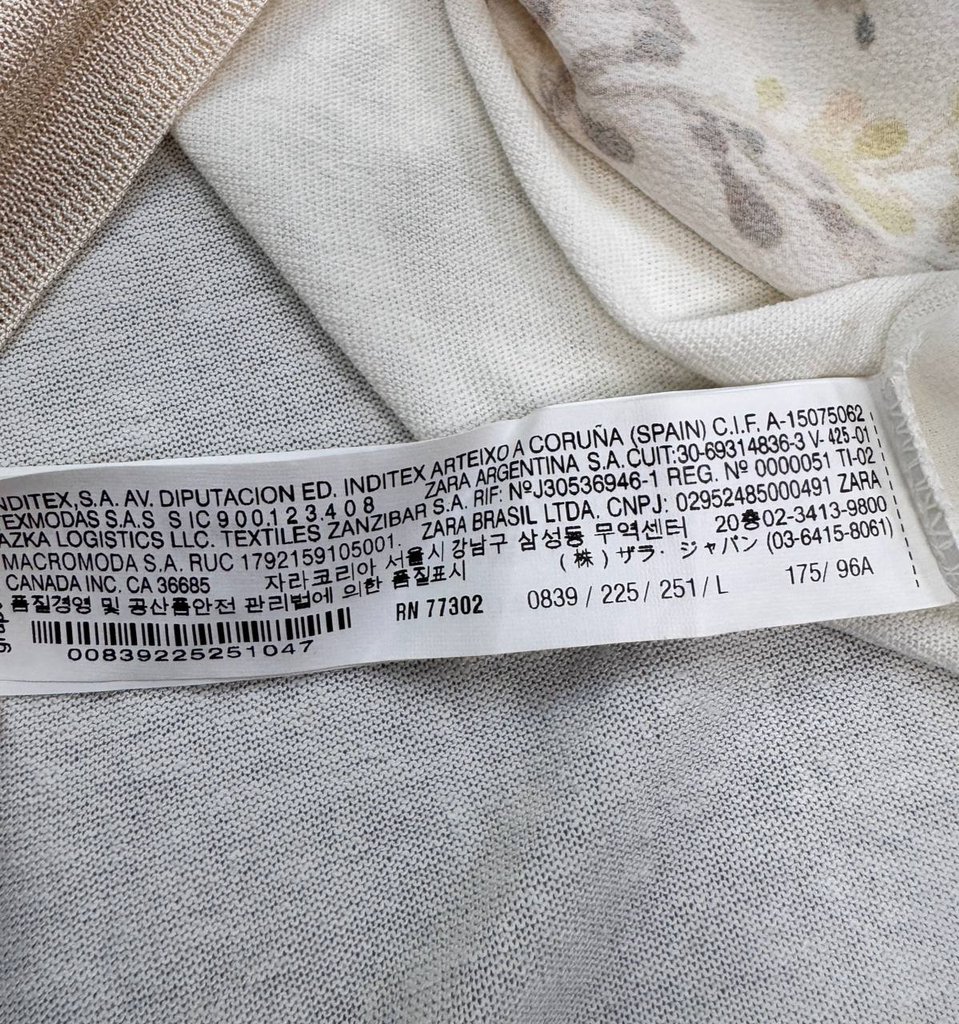 INDITEX,S.A. AV. DIPUTACION ED. INDITEX ARTEIXO A CORUÑA (SPAIN) C.I.F. A-15075062
TEXMODAS S.A.S S IC 900.123.408 ZARA ARGENTINA S.A.CUIT:30-69314836-3 V-425-01
AZKA LOGISTICS LLC. TEXTILES ZANZIBAR S.A. RIF: NºJ30536946-1 REG. Nº 0000051 TI-02
MACROMODA S.A. RUC 1792159105001. ZARA BRASIL LTDA. CNPJ: 02952485000491 ZARA
CANADA INC. CA 36685 자라코리아 서울시 강남구 삼성동 무역센터 20층02-3413-9800
품질경영 및 공산품안전 관리법에 의한 품질표시 (株) ザラ・ジャパン (03-6415-8061)
RN 77302 0839 / 225/ 251/ L 175/ 96A
00839225251047